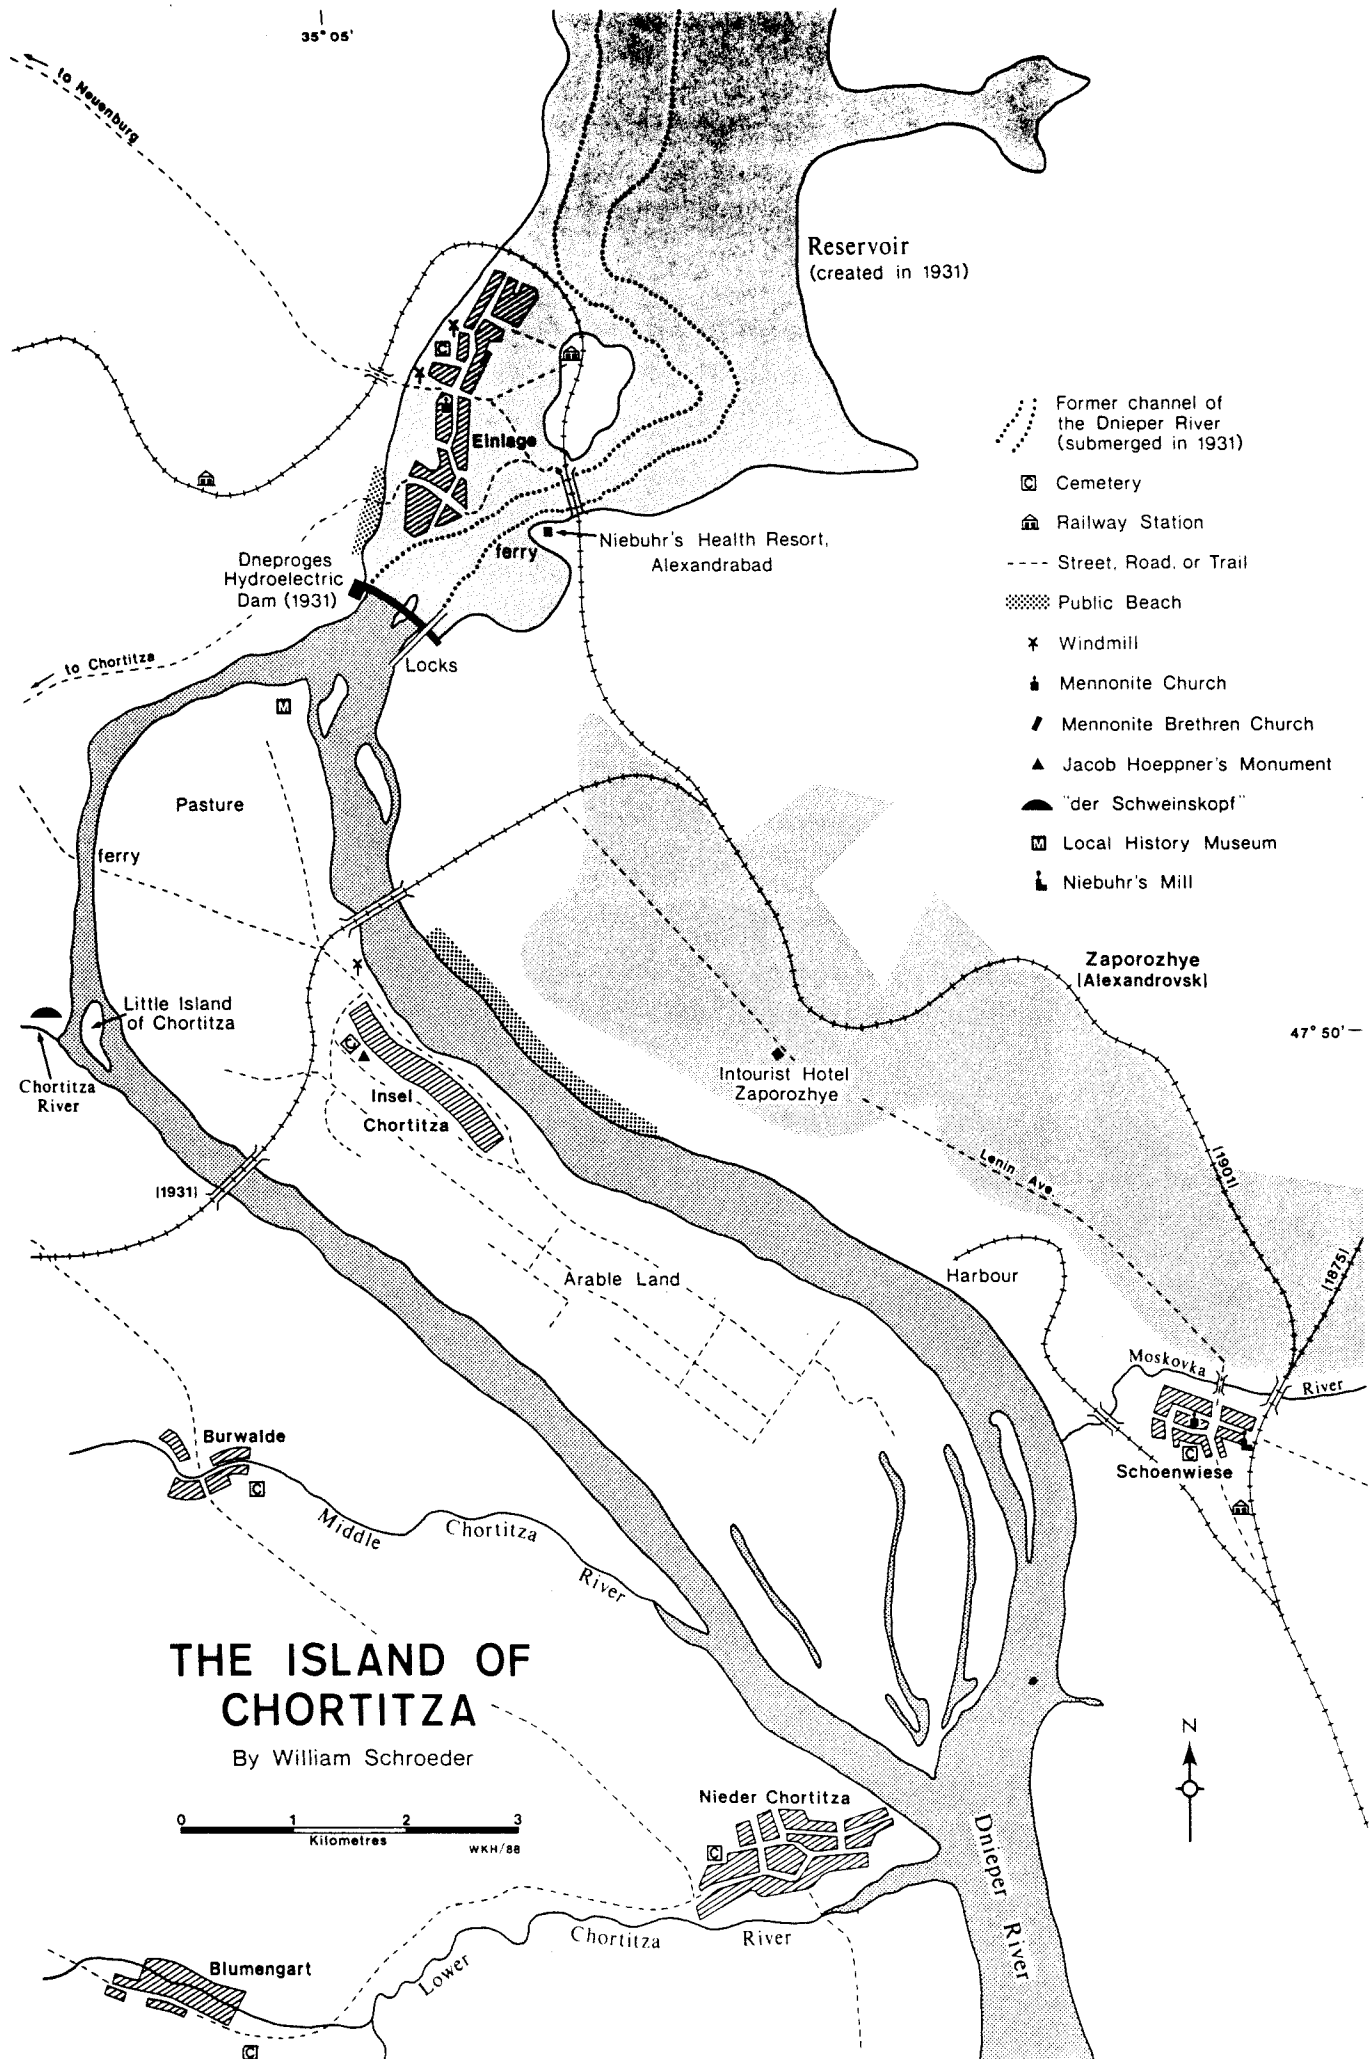 35° 05'
to Neuenburg
Reservoir
(created in 1931)
Former channel of
the Dnieper River
(submerged in 1931)
C Cemetery
Railway Station
Street, Road, or Trail
Public Beach
Windmill
Mennonite Church
Mennonite Brethren Church
Jacob Hoeppner's Monument
"der Schweinskopf"
M Local History Museum
Niebuhr's Mill
C
Einlage
ferry
Niebuhr's Health Resort,
Alexandrabad
Dneproges
Hydroelectric
Dam (1931)
to Chortitza
Locks
M
Pasture
ferry
Zaporozhye
(Alexandrovsk)
47° 50'
Little Island
of Chortitza
Chortitza
River
C
Insel
Chortitza
Intourist Hotel
Zaporozhye
Lenin Ave.
(1901)
(1875)
(1931)
Arable Land
Harbour
Moskovka
River
C
Schoenwiese
Burwalde
C
Middle
Chortitza
River
THE ISLAND OF
CHORTITZA
By William Schroeder
0 1 2 3
Kilometres
WKH/88
N
Nieder Chortitza
C
Dnieper
River
Lower
Chortitza
River
Blumengart
C